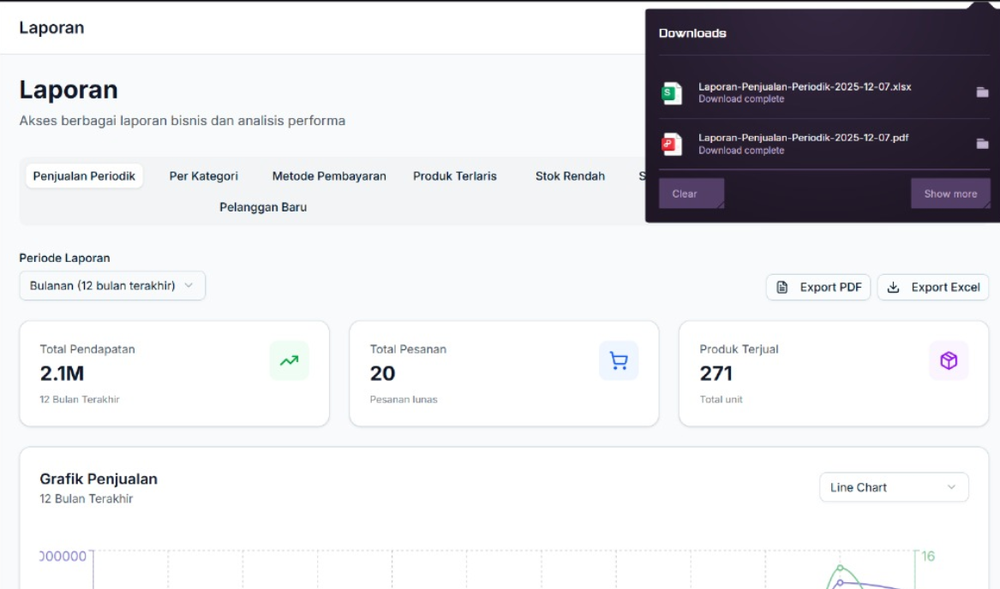 Laporan
Downloads
Laporan-Penjualan-Periodik-2025-12-07.xlsx
Download complete
Laporan-Penjualan-Periodik-2025-12-07.pdf
Download complete
Clear
Show more
Laporan
Akses berbagai laporan bisnis dan analisis performa
Penjualan Periodik
Per Kategori
Metode Pembayaran
Produk Terlaris
Stok Rendah
S
Pelanggan Baru
Periode Laporan
Bulanan (12 bulan terakhir)
Export PDF
Export Excel
Total Pendapatan
2.1M
12 Bulan Terakhir
Total Pesanan
20
Pesanan lunas
Produk Terjual
271
Total unit
Grafik Penjualan
12 Bulan Terakhir
Line Chart
000000
16